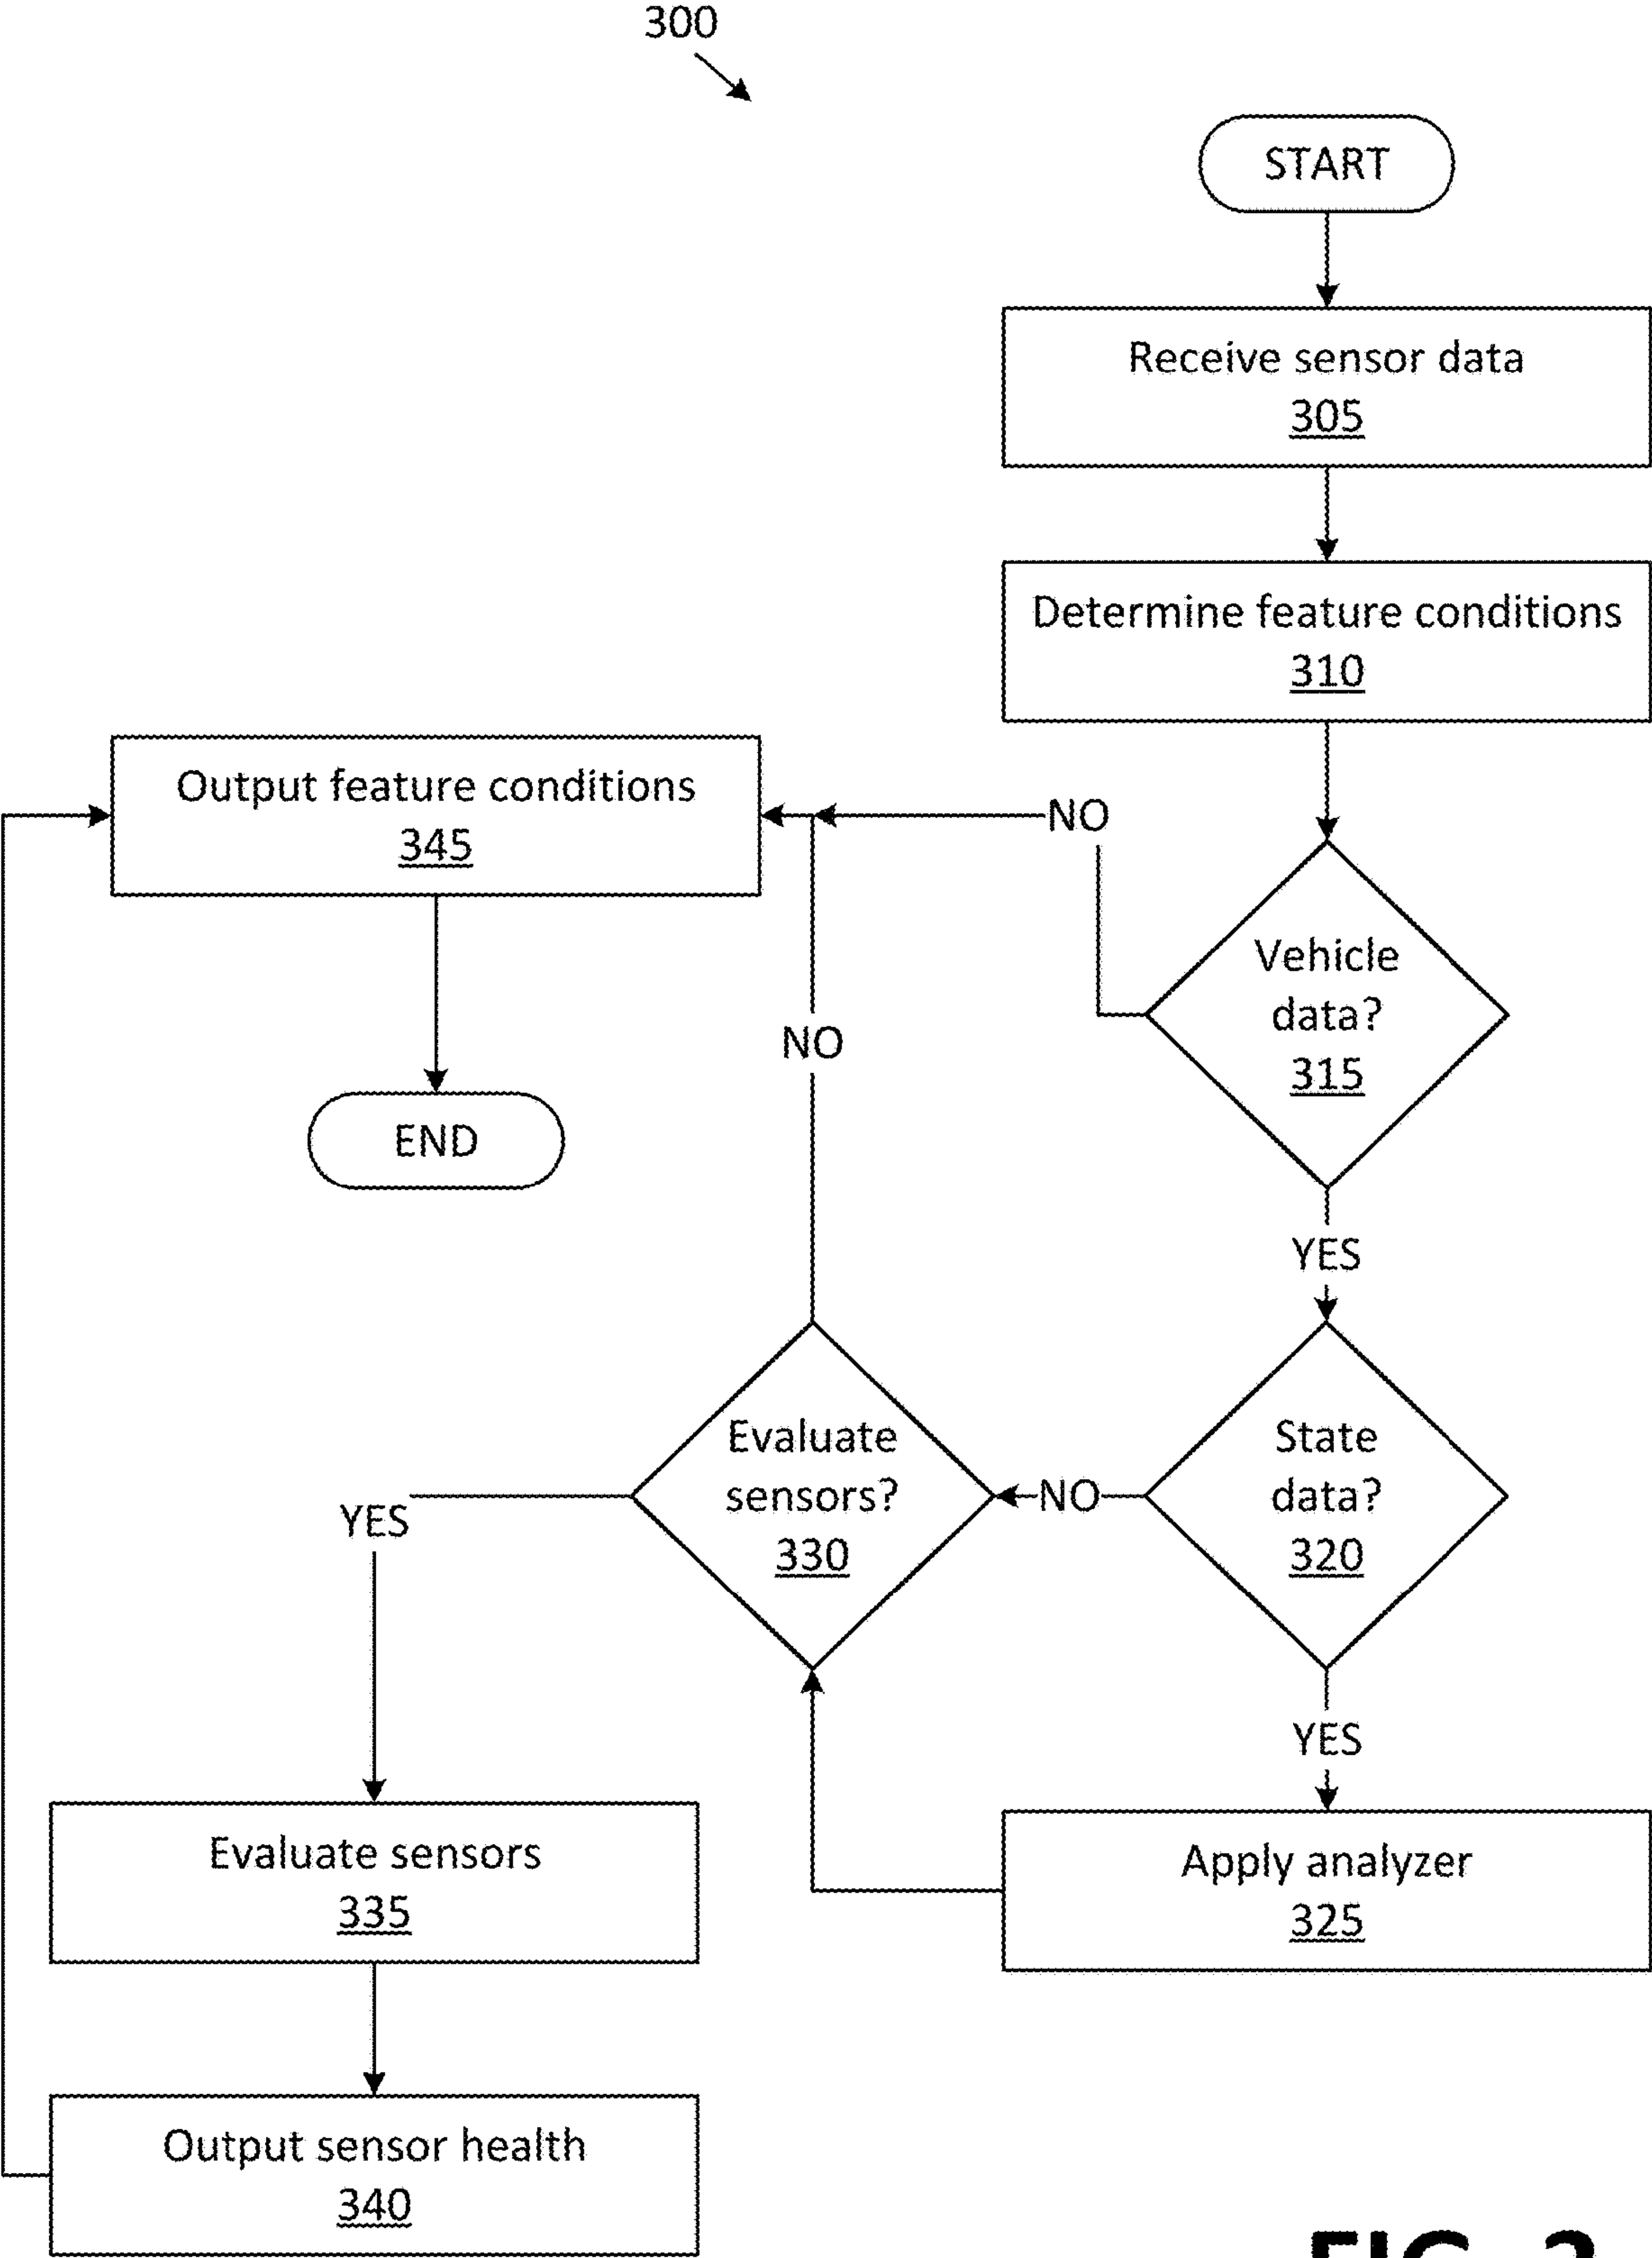 300
START
Receive sensor data
305
Determine feature conditions
310
Output feature conditions
345
NO
Vehicle
data?
315
NO
END
YES
Evaluate
sensors?
330
NO
State
data?
320
YES
YES
Evaluate sensors
335
Apply analyzer
325
Output sensor health
340
FIG.